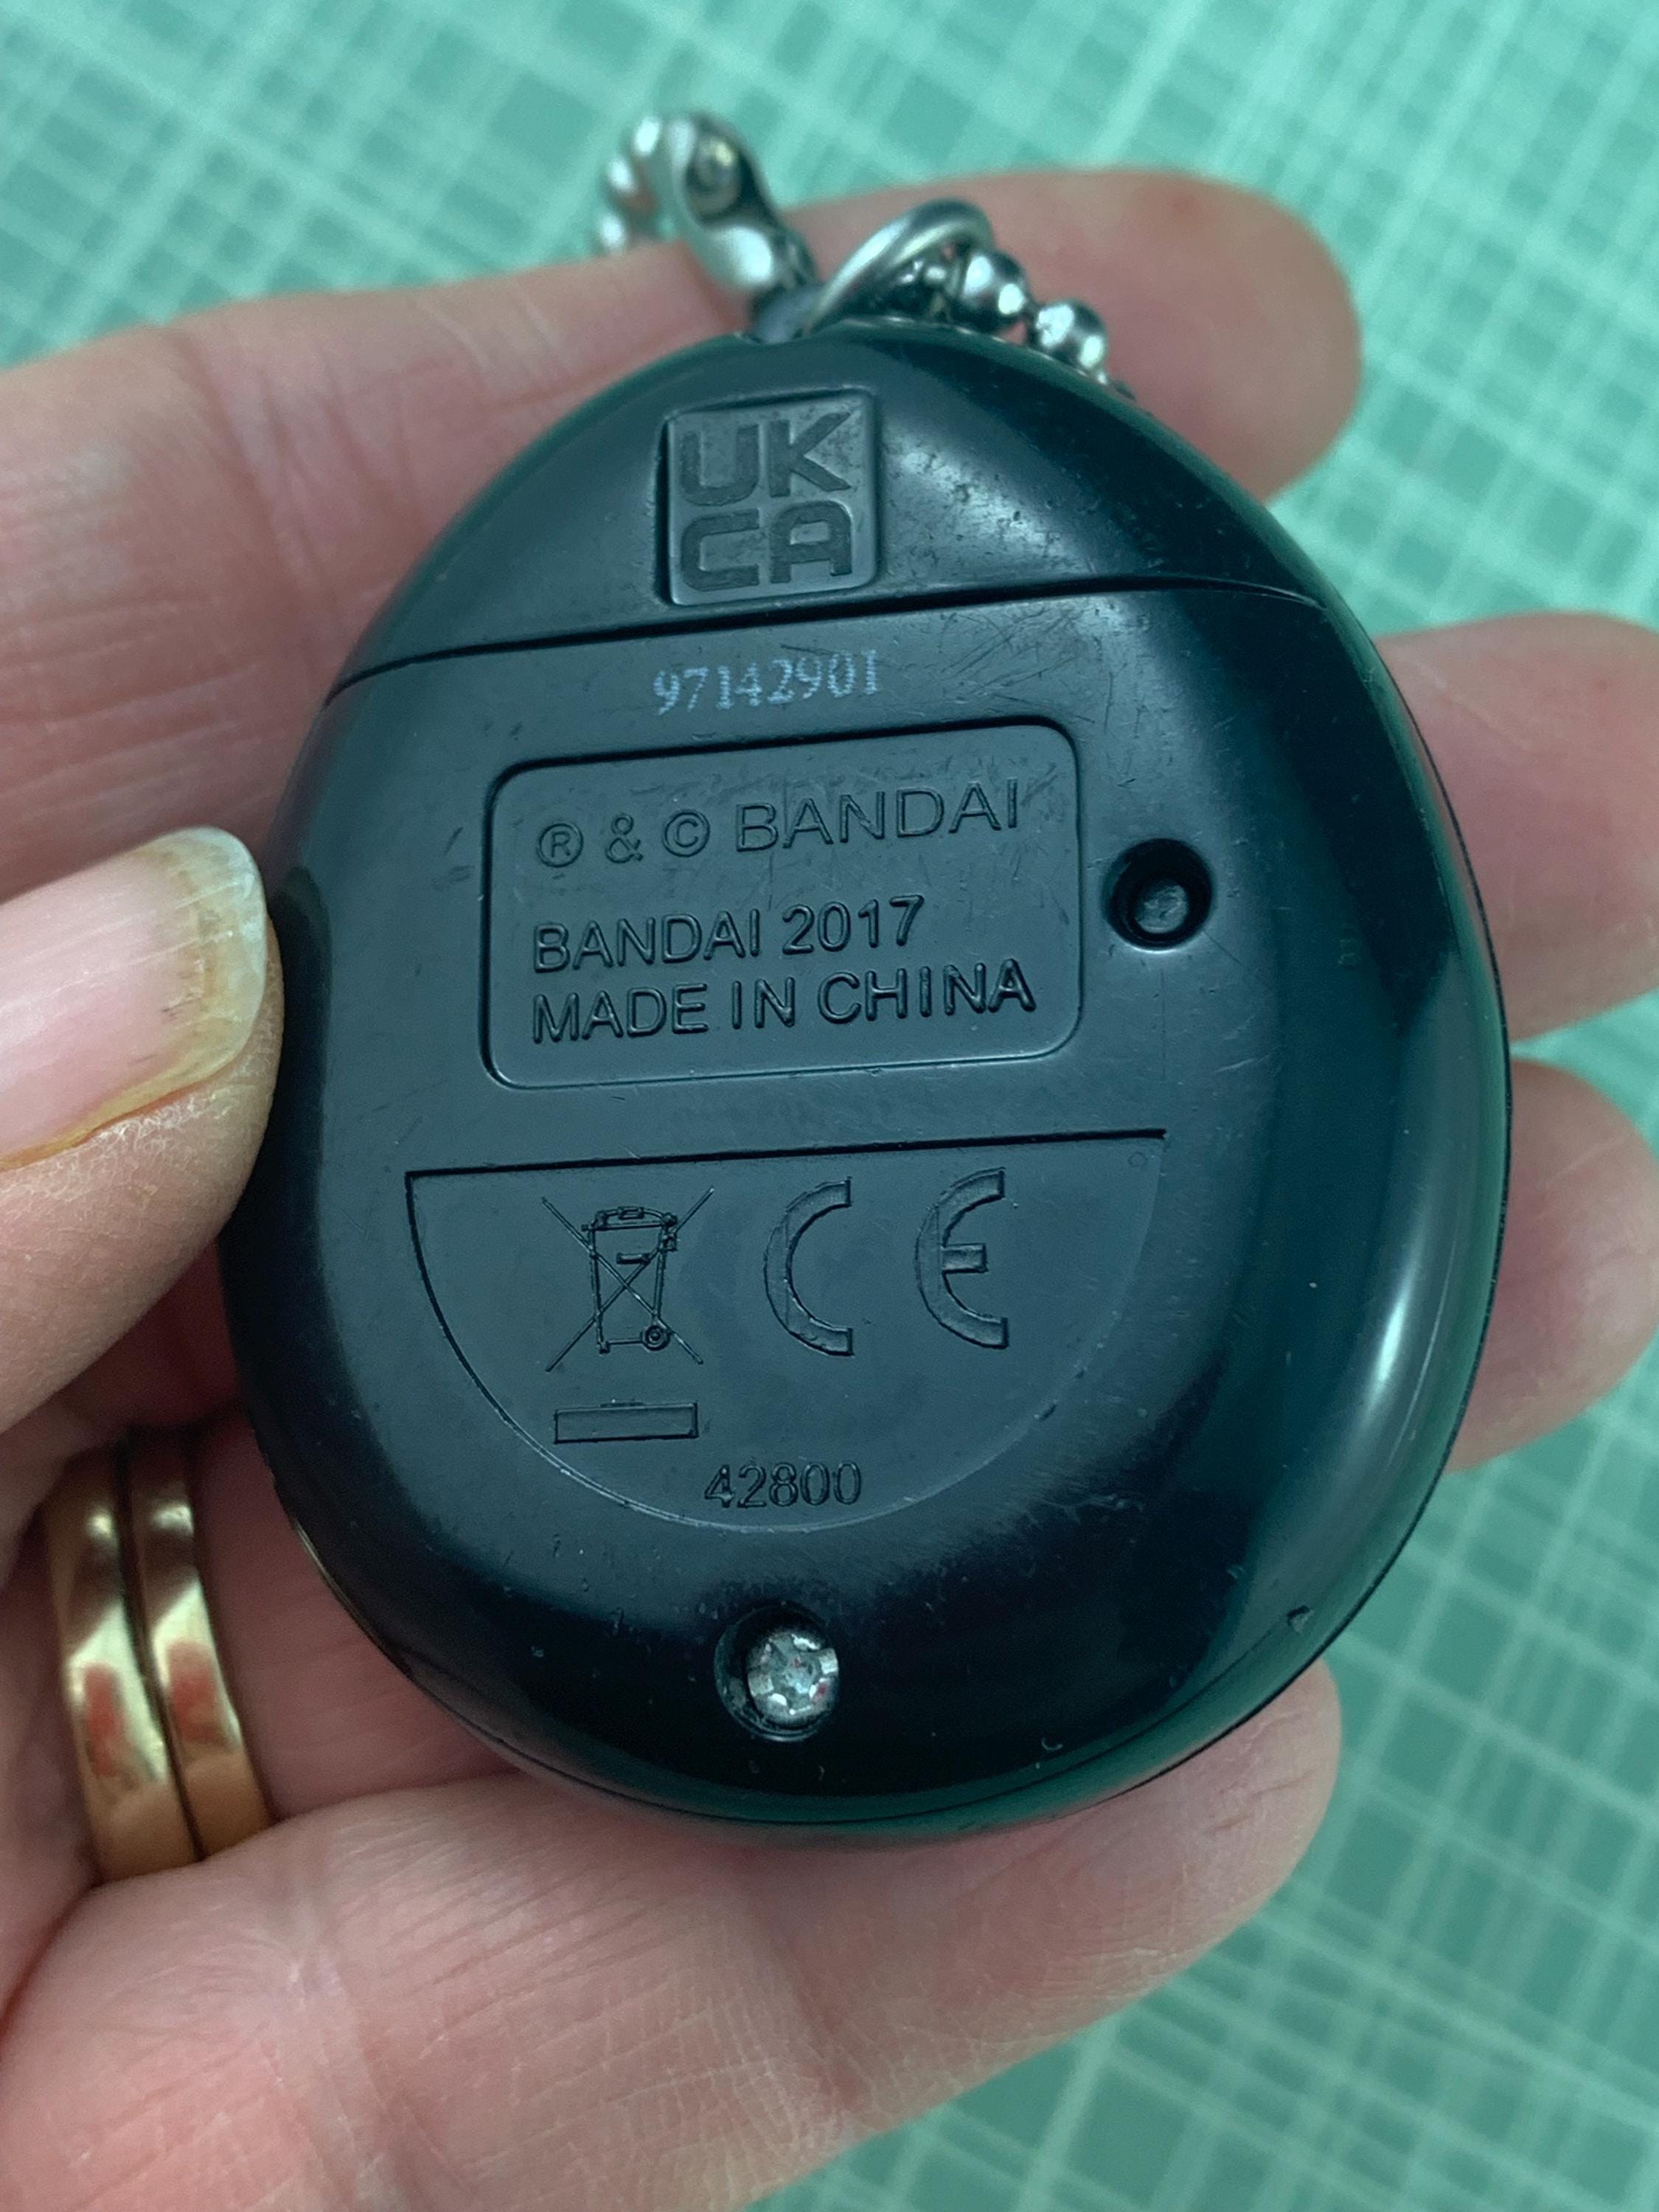 UK
CA
97142901
® & © BANDAI
BANDAI 2017
MADE IN CHINA
CE
42800